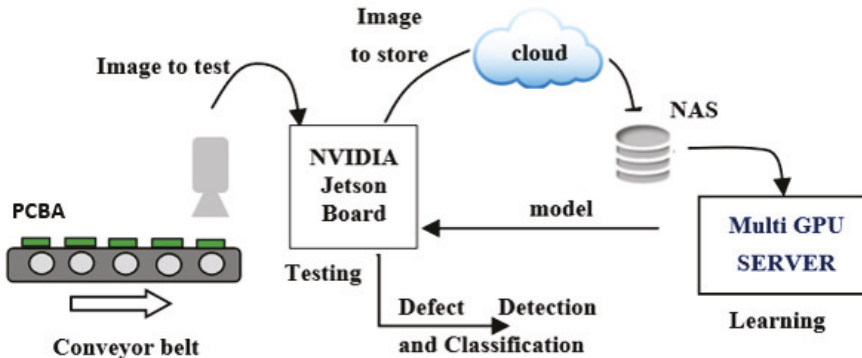 Image to test
Image
to store
cloud
NAS
NVIDIA
Jetson
Board
PCBA
model
Multi GPU
SERVER
Testing
Defect Detection
and Classification
Learning
Conveyor belt